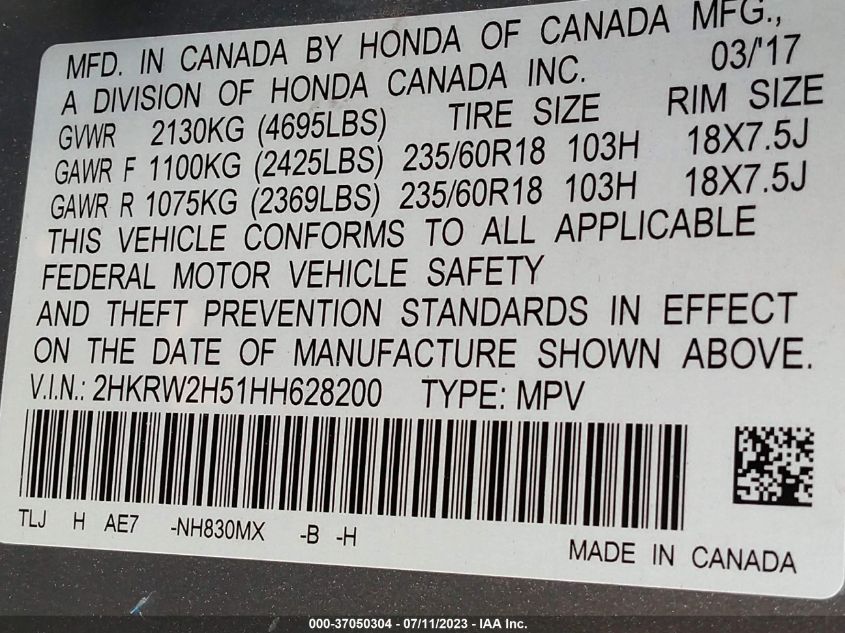 MFD. IN CANADA BY HONDA OF CANADA MFG.,
A DIVISION OF HONDA CANADA INC. 03/'17
GVWR 2130KG (4695LBS) TIRE SIZE RIM SIZE
GAWR F 1100KG (2425LBS) 235/60R18 103H 18X7.5J
GAWR R 1075KG (2369LBS) 235/60R18 103H 18X7.5J
THIS VEHICLE CONFORMS TO ALL APPLICABLE
FEDERAL MOTOR VEHICLE SAFETY
AND THEFT PREVENTION STANDARDS IN EFFECT
ON THE DATE OF MANUFACTURE SHOWN ABOVE.
V.I.N.: 2HKRW2H51HH628200 TYPE: MPV
TLJ H AE7 -NH830MX -B -H
MADE IN CANADA
000-37050304 - 07/11/2023 - IAA Inc.